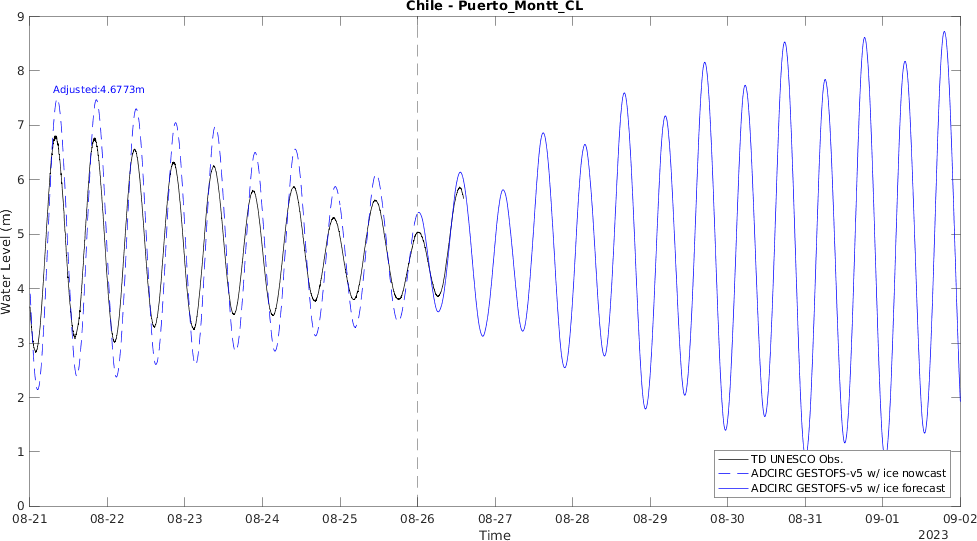 Chile - Puerto_Montt_CL
9
8
7
6
5
4
3
2
1
0
Water Level (m)
Adjusted:4.6773m
TD UNESCO Obs.
ADCIRC GESTOFS-v5 w/ ice nowcast
ADCIRC GESTOFS-v5 w/ ice forecast
08-21 08-22 08-23 08-24 08-25 08-26 08-27 08-28 08-29 08-30 08-31 09-01 09-02
Time
2023